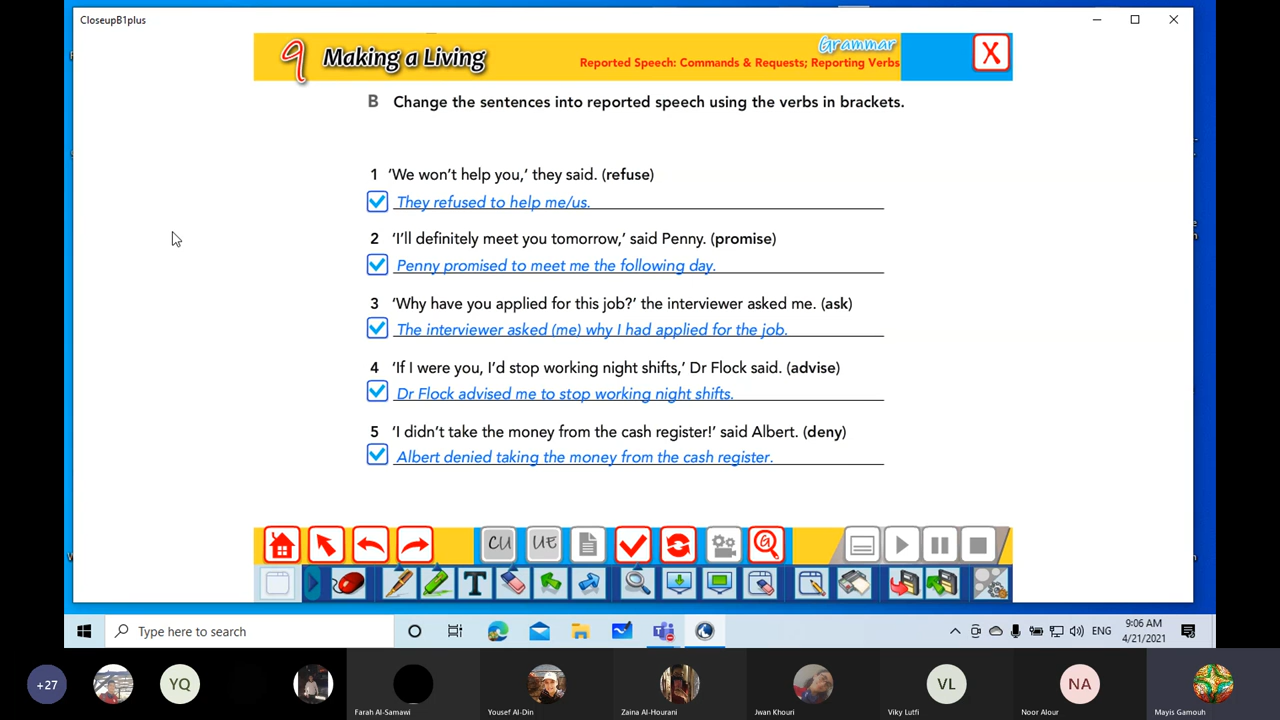 CloseupB1plus
9 Making a Living
Grammar
Reported Speech: Commands & Requests; Reporting Verbs
X
B Change the sentences into reported speech using the verbs in brackets.
1 ‘We won’t help you,’ they said. (refuse)
They refused to help me/us.
2 ‘I’ll definitely meet you tomorrow,’ said Penny. (promise)
Penny promised to meet me the following day.
3 ‘Why have you applied for this job?’ the interviewer asked me. (ask)
The interviewer asked (me) why I had applied for the job.
4 ‘If I were you, I’d stop working night shifts,’ Dr Flock said. (advise)
Dr Flock advised me to stop working night shifts.
5 ‘I didn’t take the money from the cash register!’ said Albert. (deny)
Albert denied taking the money from the cash register.
CU UE G
T
Type here to search
ENG
9:06 AM
4/21/2021
+27
YQ
VL
NA
Farah Al-Samawi
Yousef Al-Din
Zaina Al-Hourani
Jwan Khouri
Viky Lutfi
Noor Alour
Mayis Gamouh